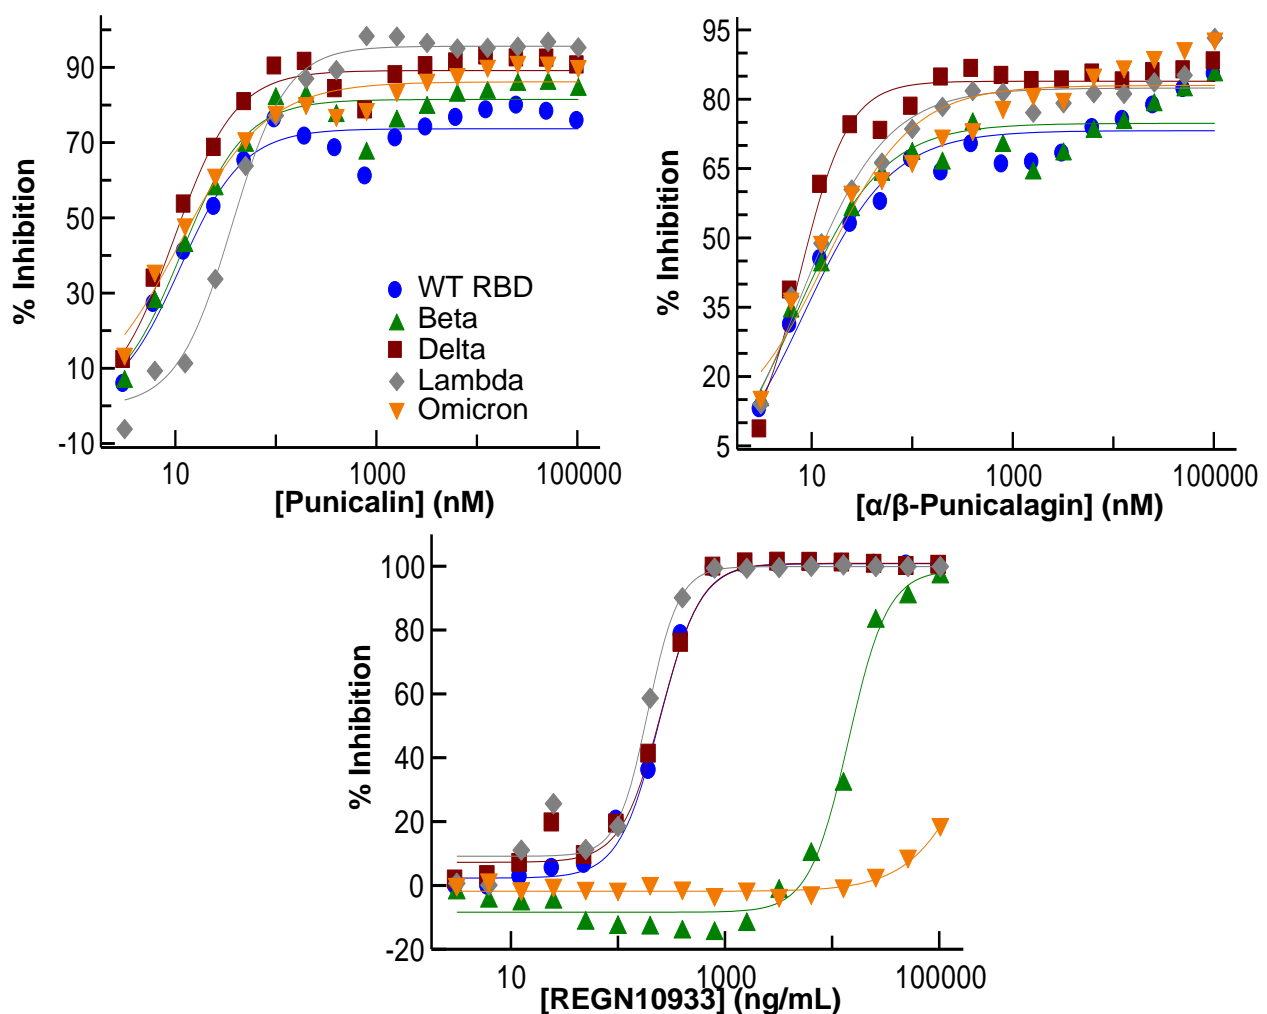 90
70
50
30
10
-10
% Inhibition
10
1000
100000
[Punicalin] (nM)
WT RBD
Beta
Delta
Lambda
Omicron
95
80
65
50
35
20
5
% Inhibition
10
1000
100000
[α/β-Punicalagin] (nM)
100
80
60
40
20
0
-20
% Inhibition
10
1000
100000
[REGN10933] (ng/mL)